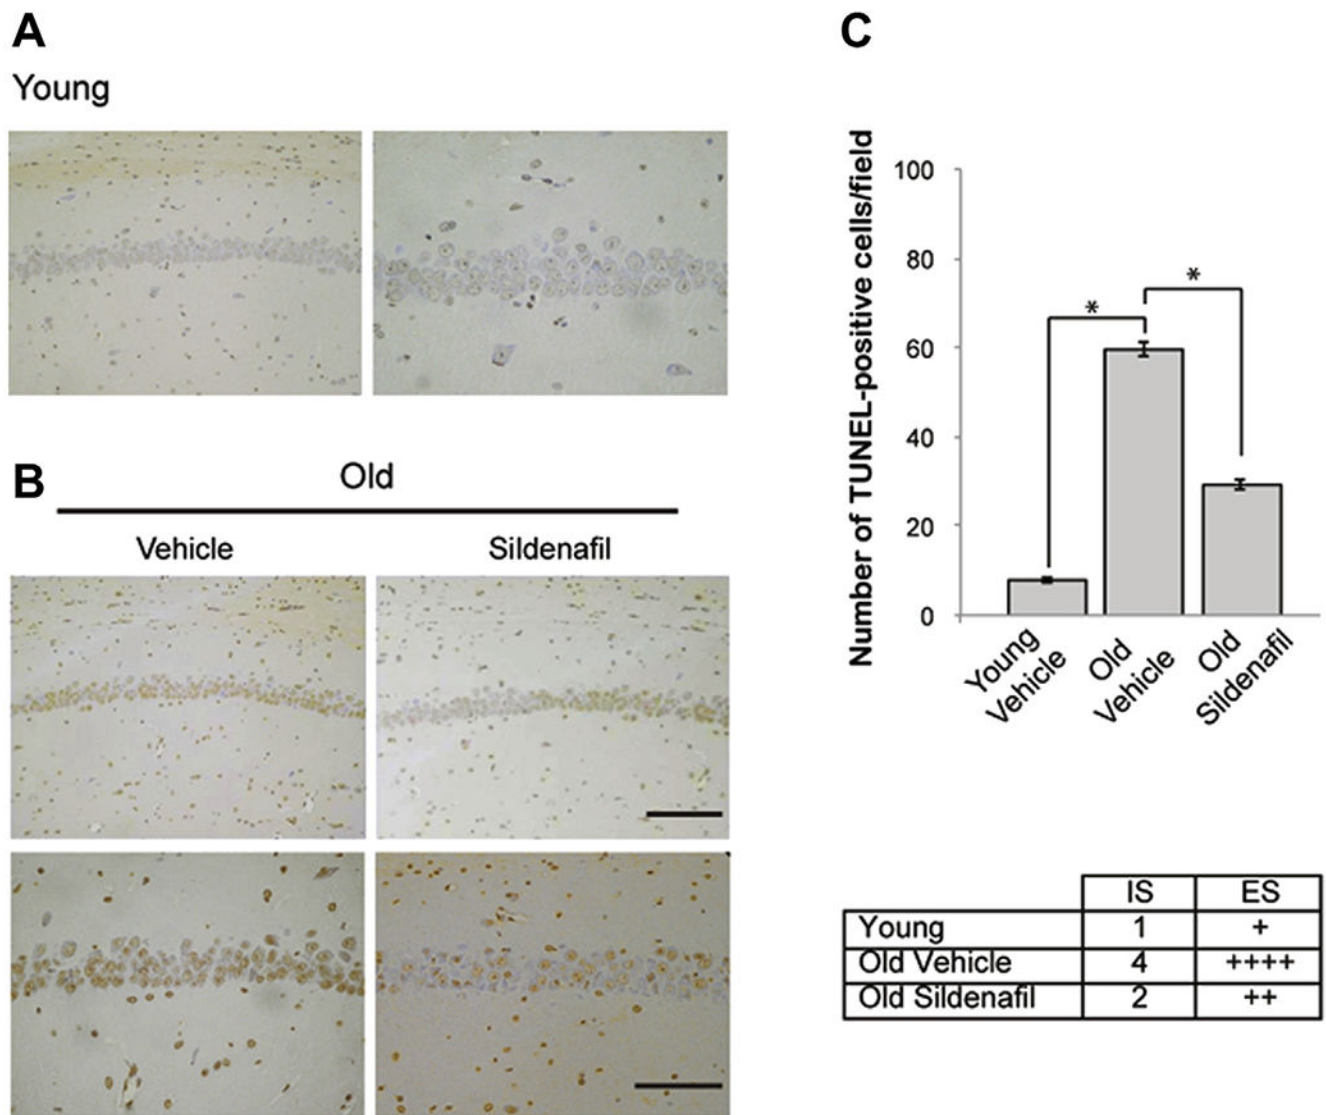 A
Young
B
Old
Vehicle
Sildenafil
C
Number of TUNEL-positive cells/field
100
80
60
40
20
0
*
*
Young
Vehicle
Old
Vehicle
Old
Sildenafil
IS ES
Young 1 +
Old Vehicle 4 ++++
Old Sildenafil 2 ++